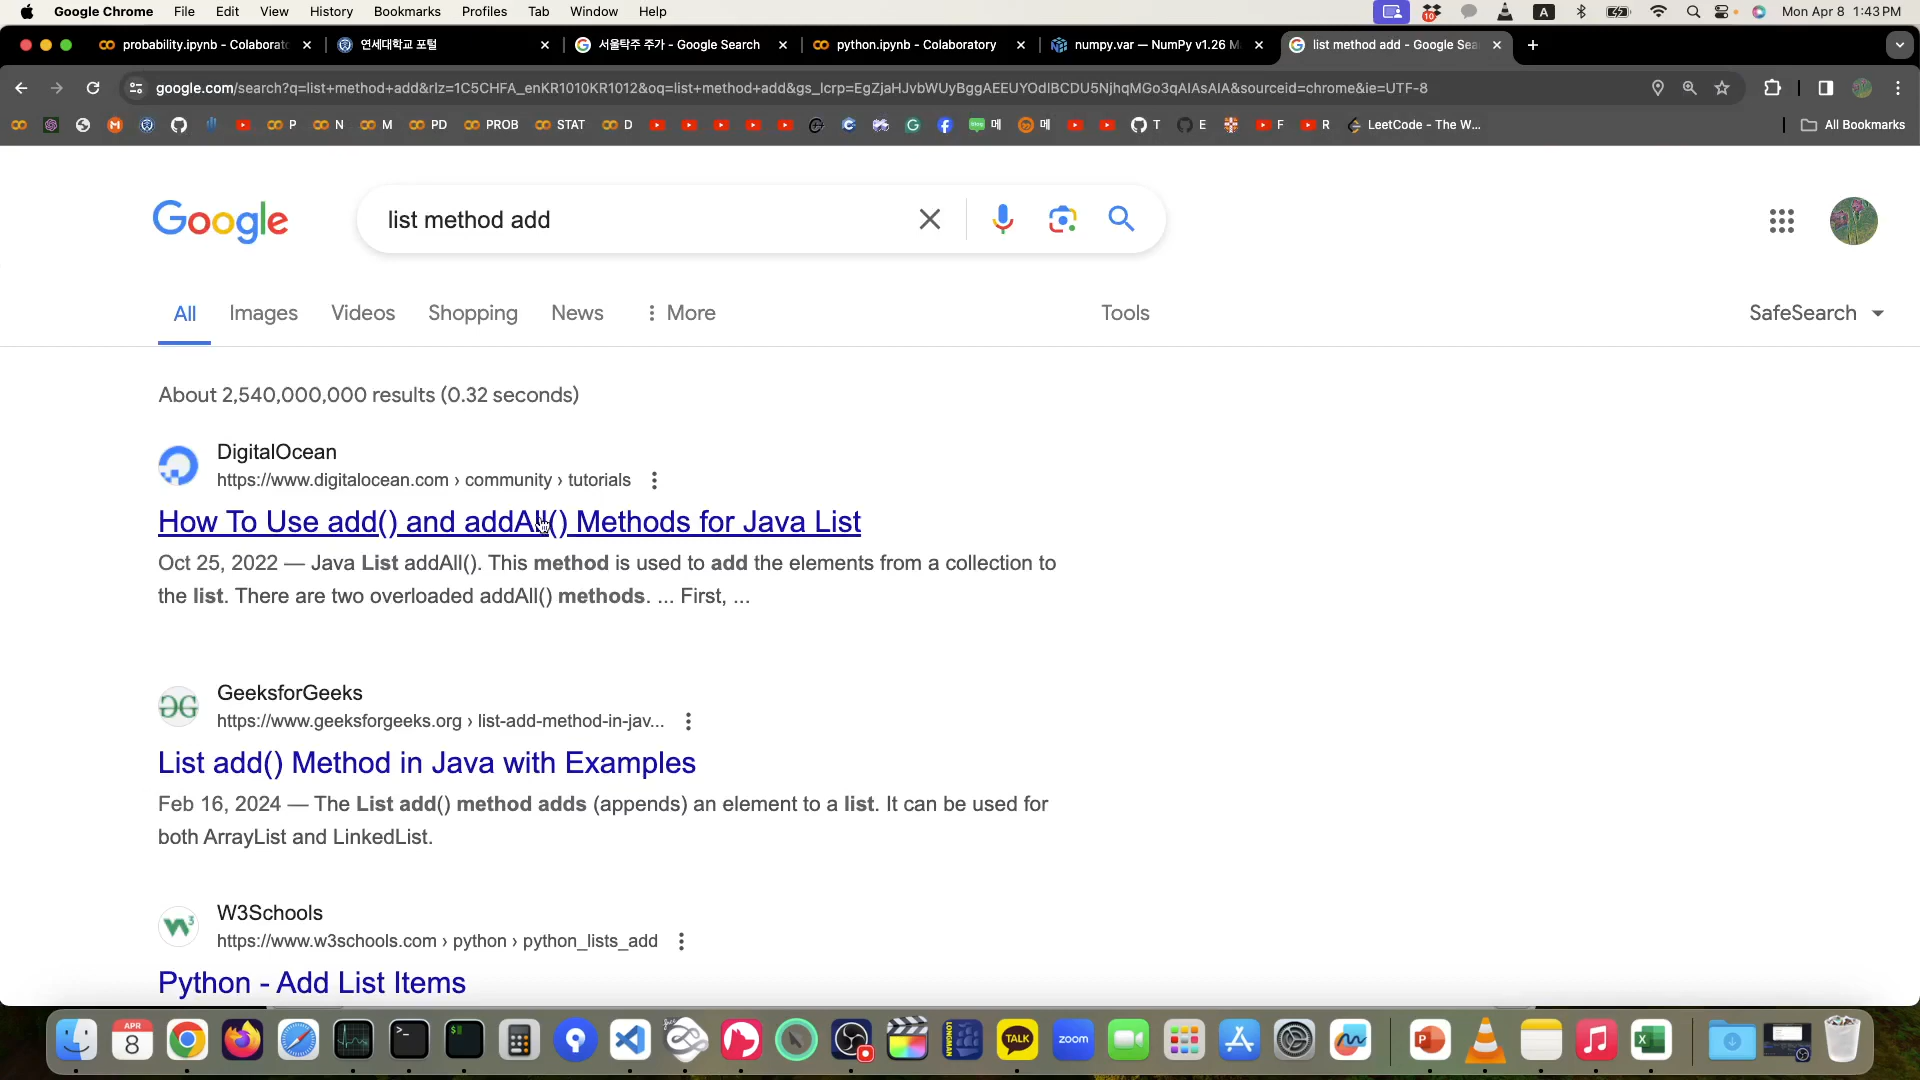 Google Chrome File Edit View History Bookmarks Profiles Tab Window Help
10
A
Mon Apr 8 1:43 PM
probability.ipynb - Colaborato
연세대학교 포털
서울탁주 주가 - Google Search
python.ipynb - Colaboratory
numpy.var — NumPy v1.26 M
list method add - Google Sea
google.com/search?q=list+method+add&rlz=1C5CHFA_enKR1010KR1012&oq=list+method+add&gs_lcrp=EgZjaHJvbWUyBggAEEUYOdIBCDU5NjhqMGo3qAIAsAIA&sourceid=chrome&ie=UTF-8
P N M PD PROB STAT D 메 메 T E F R LeetCode - The W... All Bookmarks
Google
list method add
All Images Videos Shopping News More Tools SafeSearch
About 2,540,000,000 results (0.32 seconds)
DigitalOcean
https://www.digitalocean.com › community › tutorials
How To Use add() and addAll() Methods for Java List
Oct 25, 2022 — Java List addAll(). This method is used to add the elements from a collection to
the list. There are two overloaded addAll() methods. ... First, ...
GeeksforGeeks
https://www.geeksforgeeks.org › list-add-method-in-jav...
List add() Method in Java with Examples
Feb 16, 2024 — The List add() method adds (appends) an element to a list. It can be used for
both ArrayList and LinkedList.
W3Schools
https://www.w3schools.com › python › python_lists_add
Python - Add List Items
APR
8
LONGMAN
TALK
zoom